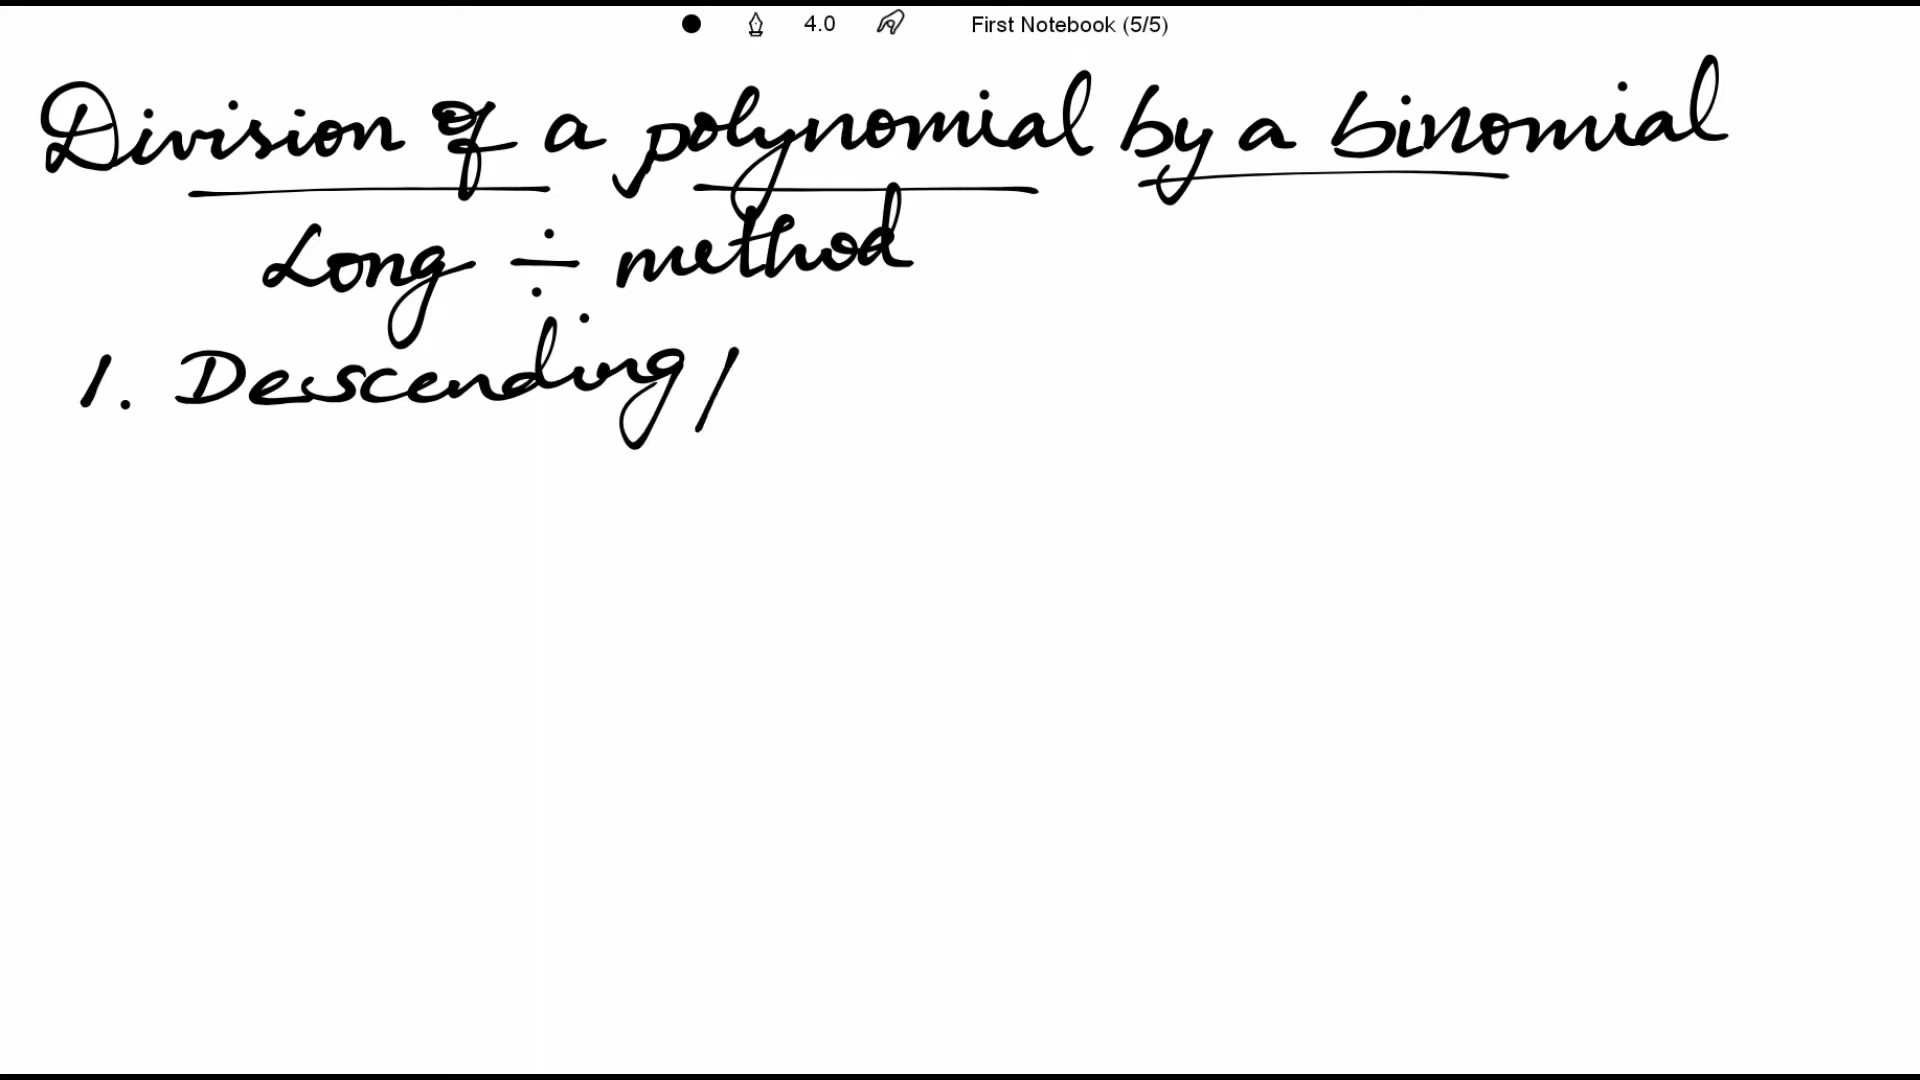 4.0 First Notebook (5/5)
Division of a polynomial by a binomial
Long ÷ method
1. Descending /